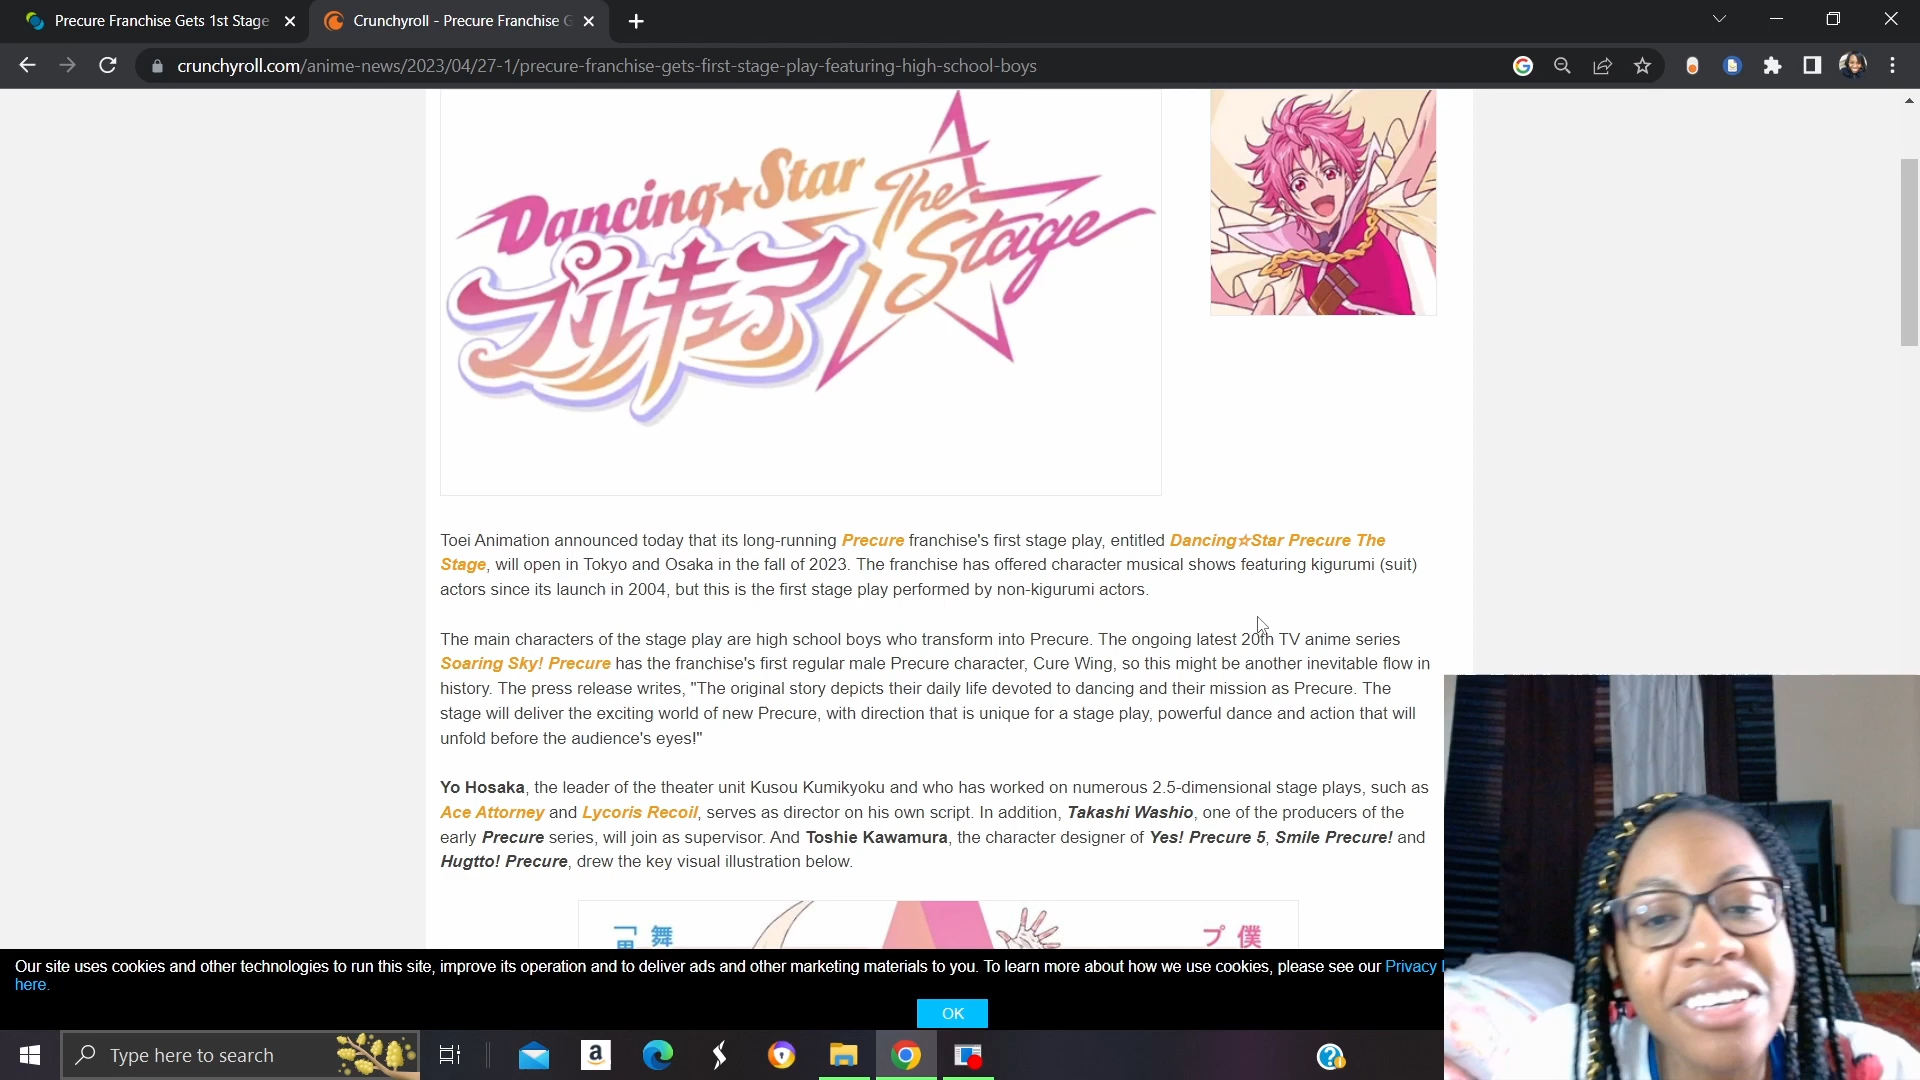 Precure Franchise Gets 1st Stage
Crunchyroll - Precure Franchise G
crunchyroll.com/anime-news/2023/04/27-1/precure-franchise-gets-first-stage-play-featuring-high-school-boys
Dancing★Star
プリキュア
The
Stage
Toei Animation announced today that its long-running Precure franchise's first stage play, entitled Dancing☆Star Precure The
Stage, will open in Tokyo and Osaka in the fall of 2023. The franchise has offered character musical shows featuring kigurumi (suit)
actors since its launch in 2004, but this is the first stage play performed by non-kigurumi actors.
The main characters of the stage play are high school boys who transform into Precure. The ongoing latest 20th TV anime series
Soaring Sky! Precure has the franchise's first regular male Precure character, Cure Wing, so this might be another inevitable flow in
history. The press release writes, "The original story depicts their daily life devoted to dancing and their mission as Precure. The
stage will deliver the exciting world of new Precure, with direction that is unique for a stage play, powerful dance and action that will
unfold before the audience's eyes!"
Yo Hosaka, the leader of the theater unit Kusou Kumikyoku and who has worked on numerous 2.5-dimensional stage plays, such as
Ace Attorney and Lycoris Recoil, serves as director on his own script. In addition, Takashi Washio, one of the producers of the
early Precure series, will join as supervisor. And Toshie Kawamura, the character designer of Yes! Precure 5, Smile Precure! and
Hugtto! Precure, drew the key visual illustration below.
「 舞
プ 僕
Our site uses cookies and other technologies to run this site, improve its operation and to deliver ads and other marketing materials to you. To learn more about how we use cookies, please see our Privacy
here.
OK
Type here to search